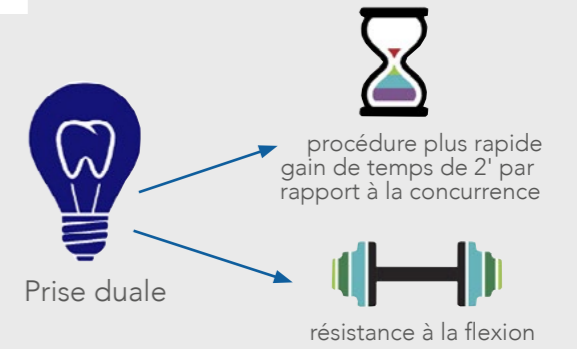 procédure plus rapide
gain de temps de 2' par
rapport à la concurrence
Prise duale
résistance à la flexion